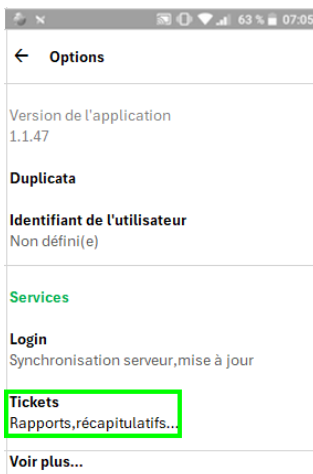 63 % 07:05
Options
Version de l'application
1.1.47
Duplicata
Identifiant de l'utilisateur
Non défini(e)
Services
Login
Synchronisation serveur,mise à jour
Tickets
Rapports,récapitulatifs...
Voir plus...